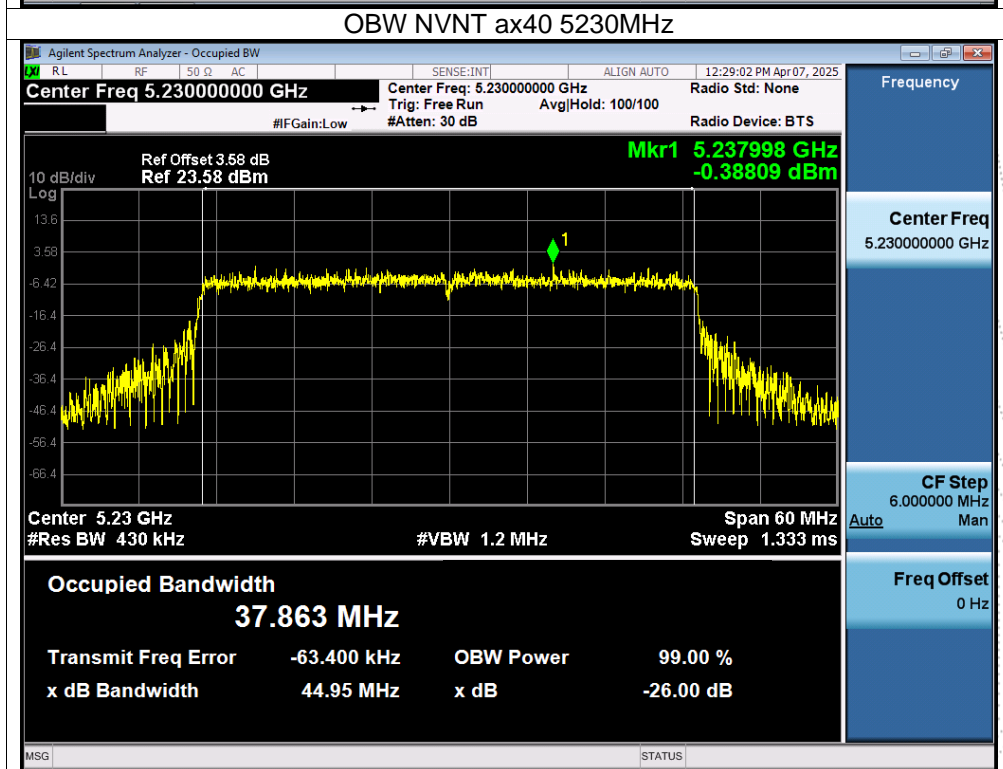 OBW NVNT ax40 5230MHz
Agilent Spectrum Analyzer - Occupied BW
LXI RL RF 50 Ω AC SENSE:INT ALIGN AUTO 12:29:02 PM Apr 07, 2025
Center Freq 5.230000000 GHz
Center Freq: 5.230000000 GHz
Radio Std: None
Trig: Free Run Avg|Hold: 100/100
#IFGain:Low
#Atten: 30 dB
Radio Device: BTS
Mkr1 5.237998 GHz
-0.38809 dBm
Ref Offset 3.58 dB
10 dB/div Ref 23.58 dBm
Log
13.6
3.58
-6.42
-16.4
-26.4
-36.4
-46.4
-56.4
-66.4
1
Center 5.23 GHz Span 60 MHz
#Res BW 430 kHz #VBW 1.2 MHz Sweep 1.333 ms
Occupied Bandwidth
37.863 MHz
Transmit Freq Error -63.400 kHz OBW Power 99.00 %
x dB Bandwidth 44.95 MHz x dB -26.00 dB
MSG STATUS
Frequency
Center Freq
5.230000000 GHz
CF Step
6.000000 MHz
Auto Man
Freq Offset
0 Hz